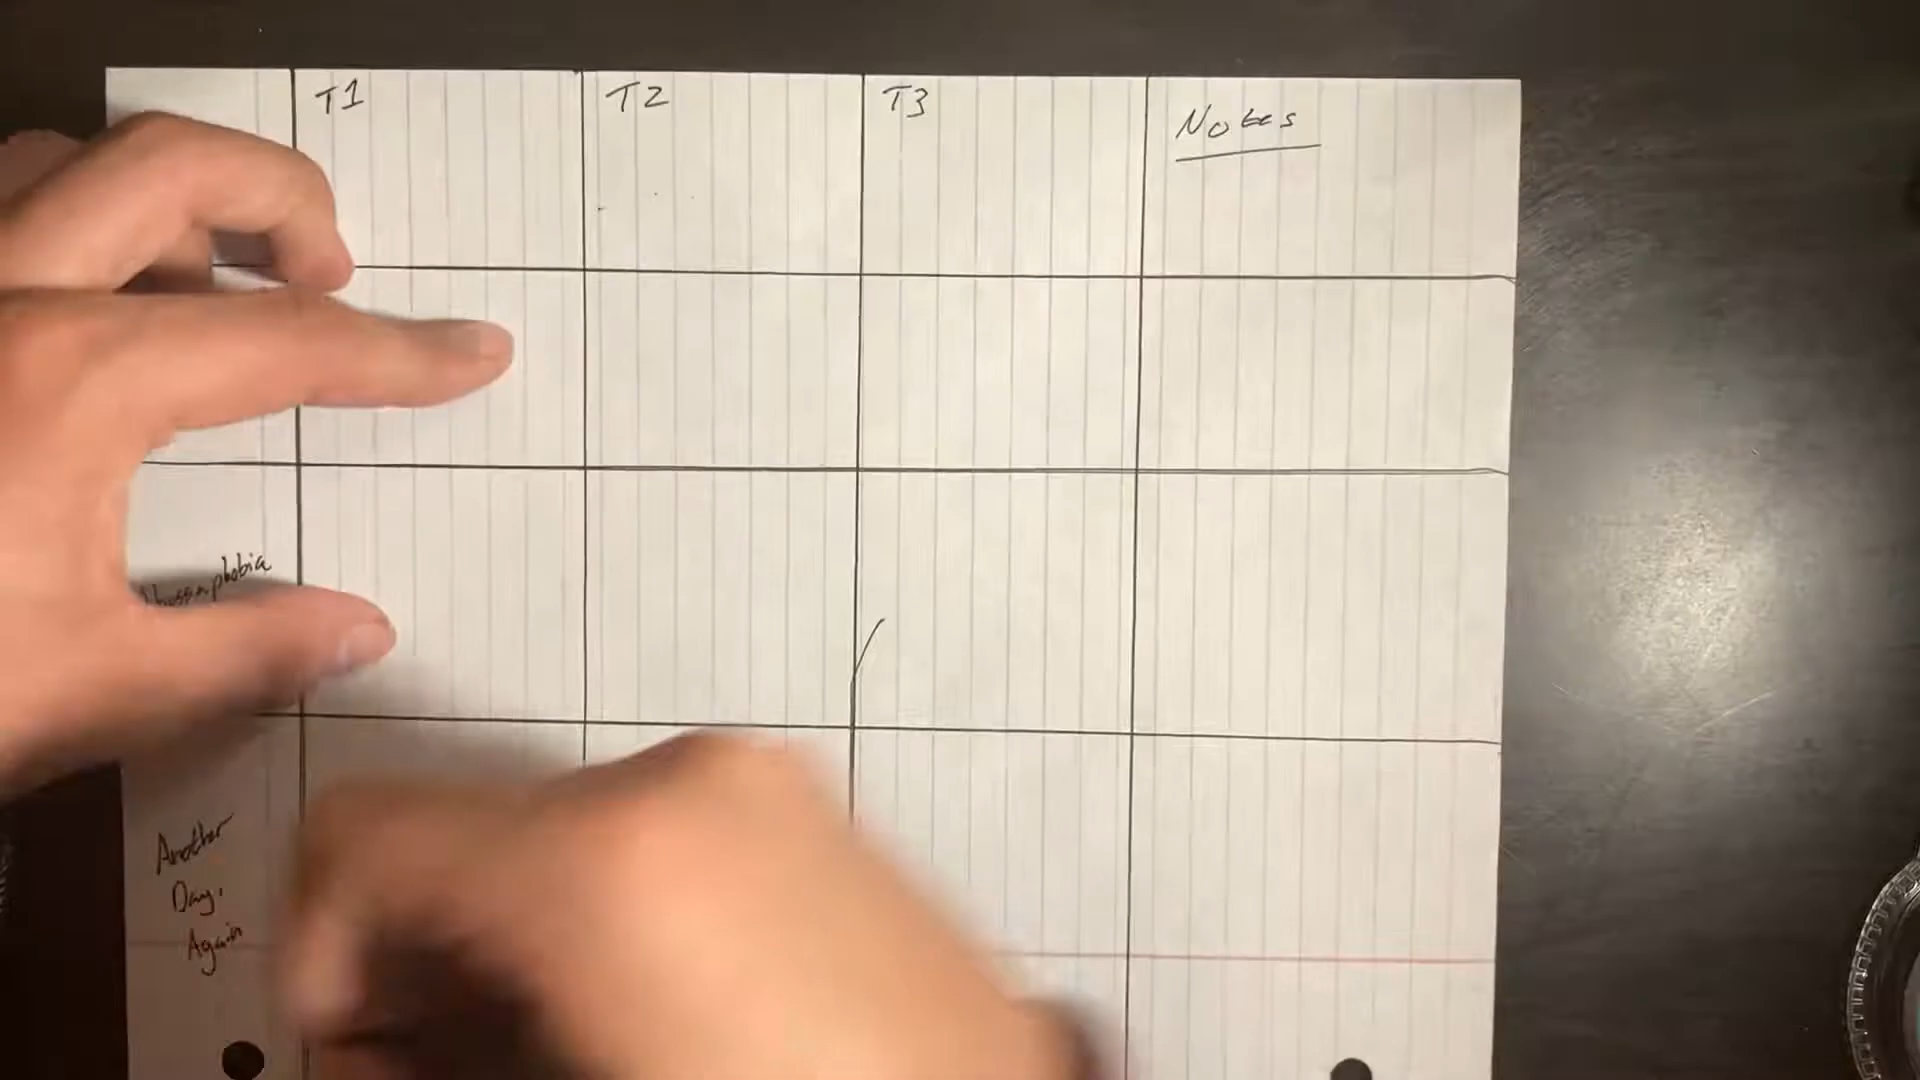 T1
T2
T3
Notes
Another
Day,
Again